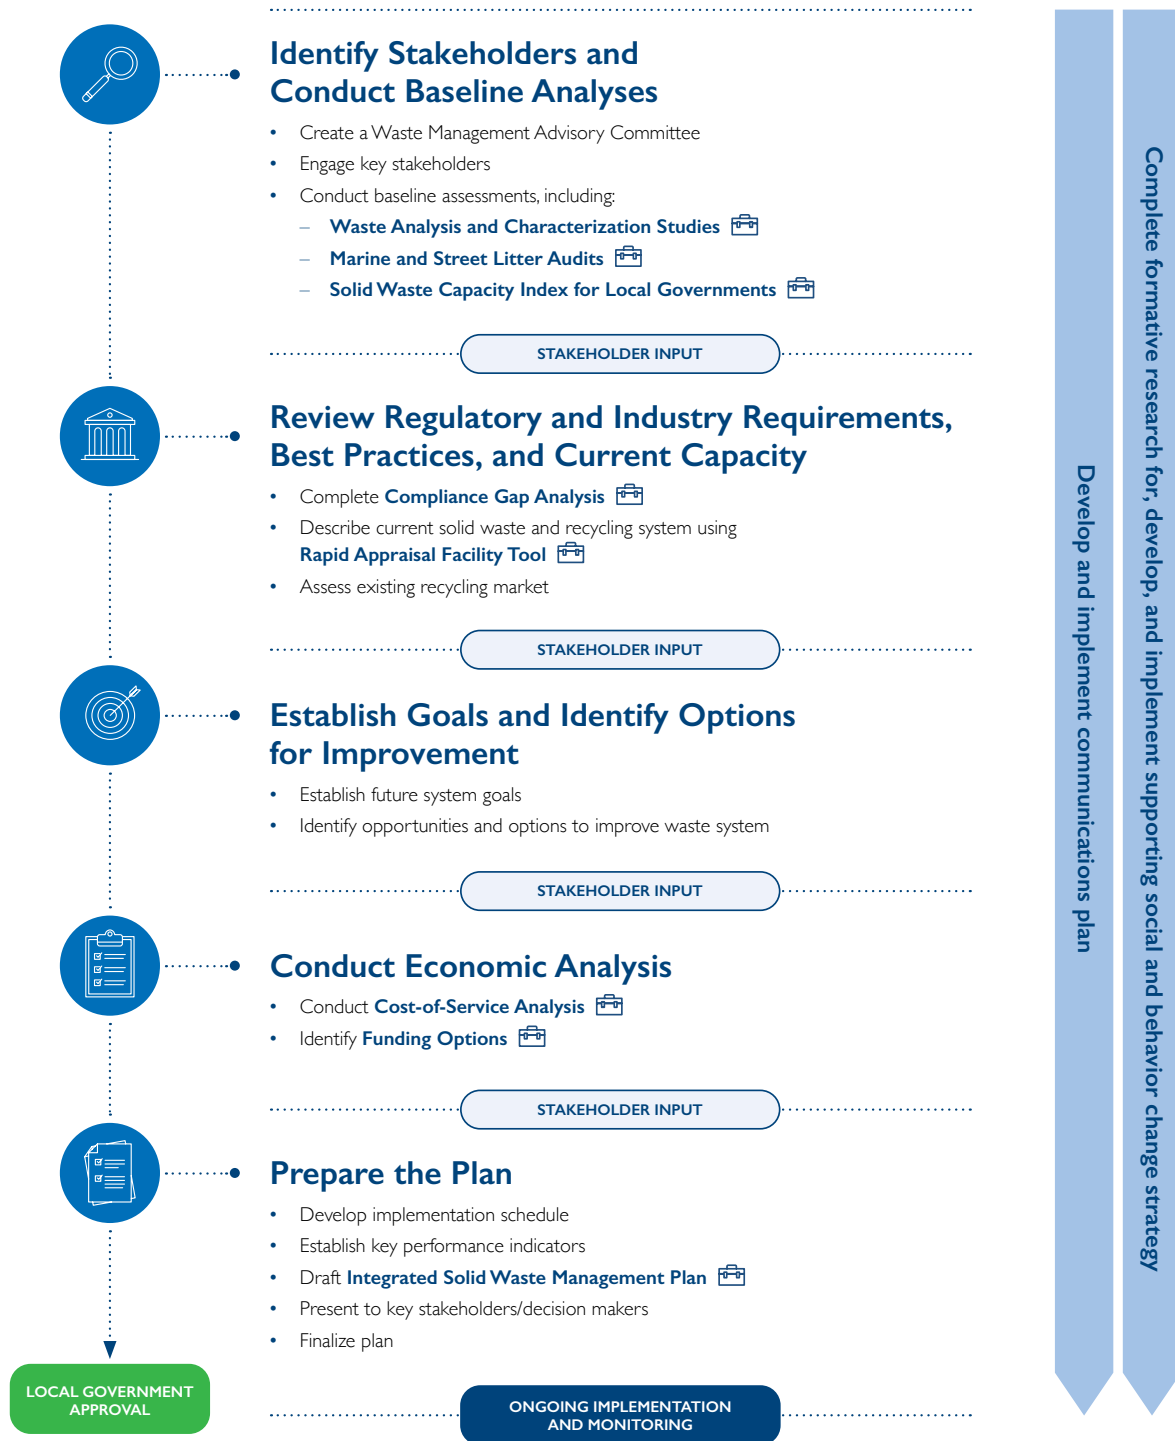 Identify Stakeholders and
Conduct Baseline Analyses
• Create a Waste Management Advisory Committee
• Engage key stakeholders
• Conduct baseline assessments, including:
– Waste Analysis and Characterization Studies
– Marine and Street Litter Audits
– Solid Waste Capacity Index for Local Governments
STAKEHOLDER INPUT
Review Regulatory and Industry Requirements,
Best Practices, and Current Capacity
• Complete Compliance Gap Analysis
• Describe current solid waste and recycling system using
Rapid Appraisal Facility Tool
• Assess existing recycling market
STAKEHOLDER INPUT
Establish Goals and Identify Options
for Improvement
• Establish future system goals
• Identify opportunities and options to improve waste system
STAKEHOLDER INPUT
Conduct Economic Analysis
• Conduct Cost-of-Service Analysis
• Identify Funding Options
STAKEHOLDER INPUT
Prepare the Plan
• Develop implementation schedule
• Establish key performance indicators
• Draft Integrated Solid Waste Management Plan
• Present to key stakeholders/decision makers
• Finalize plan
LOCAL GOVERNMENT
APPROVAL
ONGOING IMPLEMENTATION
AND MONITORING
Develop and implement communications plan
Complete formative research for, develop, and implement supporting social and behavior change strategy